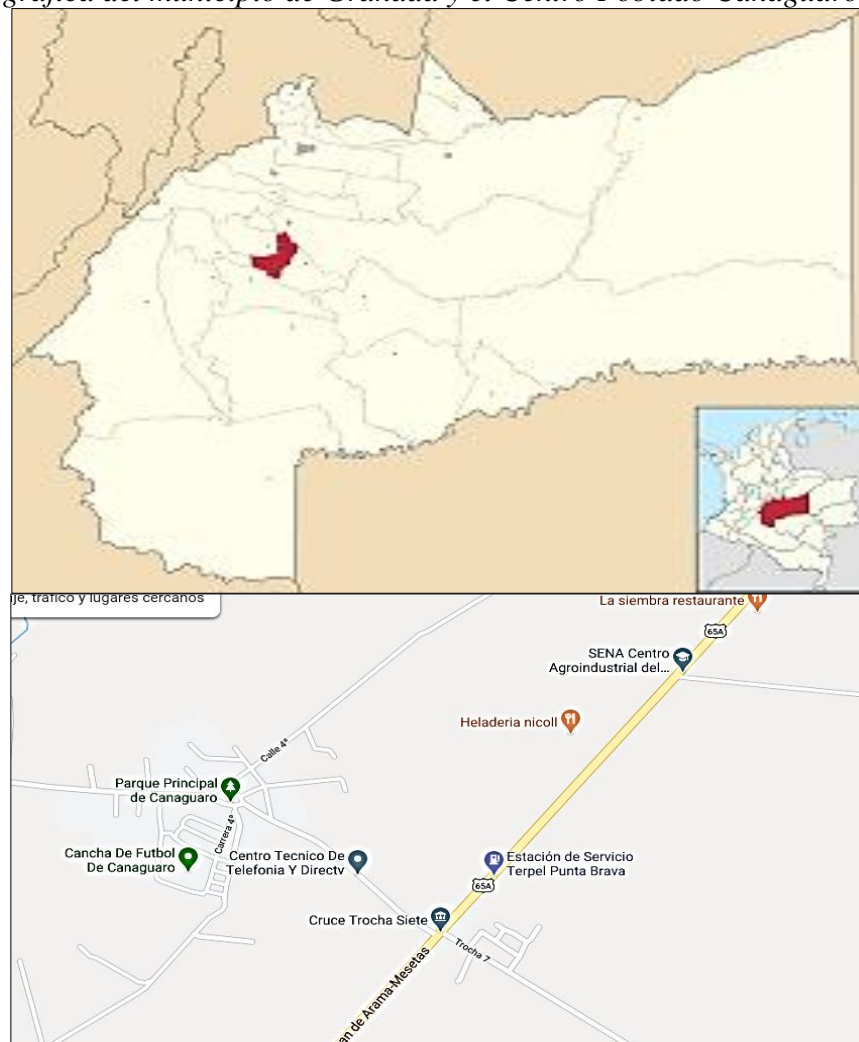 gráfica del municipio de Granada y el Centro Poblado Canaguaro
je, tráfico y lugares cercanos
La siembra restaurante
65A
SENA Centro
Agroindustrial del...
Heladeria nicoll
Calle 4ª
Parque Principal
de Canaguaro
Carrera 4ª
Cancha De Futbol
De Canaguaro
Centro Tecnico De
Telefonia Y Directv
Estación de Servicio
Terpel Punta Brava
65A
Cruce Trocha Siete
Trocha 7
an de Arama-Mesetas